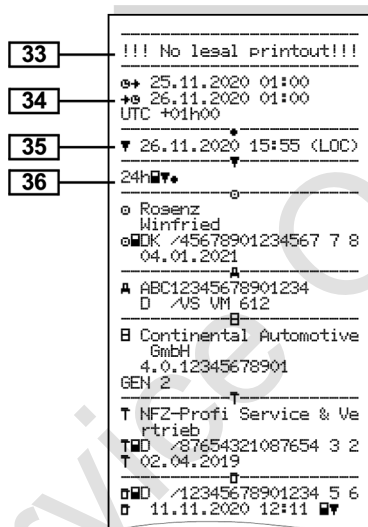 33
!!! No legal printout!!!
34
25.11.2020 01:00
26.11.2020 01:00
UTC +01h00
35
▼ 26.11.2020 15:55 (LOC)
36
24h▼
Rogenz
Winfried
DK /45678901234567 7 8
04.01.2021
A
A ABC12345678901234
D /VS VM 612
B
B Continental Automotive
GmbH
4.0.12345678901
GEN 2
T
T NFZ-Profi Service & Ve
rtrieb
T D /87654321087654 3 2
T 02.04.2019
D /12345678901234 5 6
11.11.2020 12:11 ▼